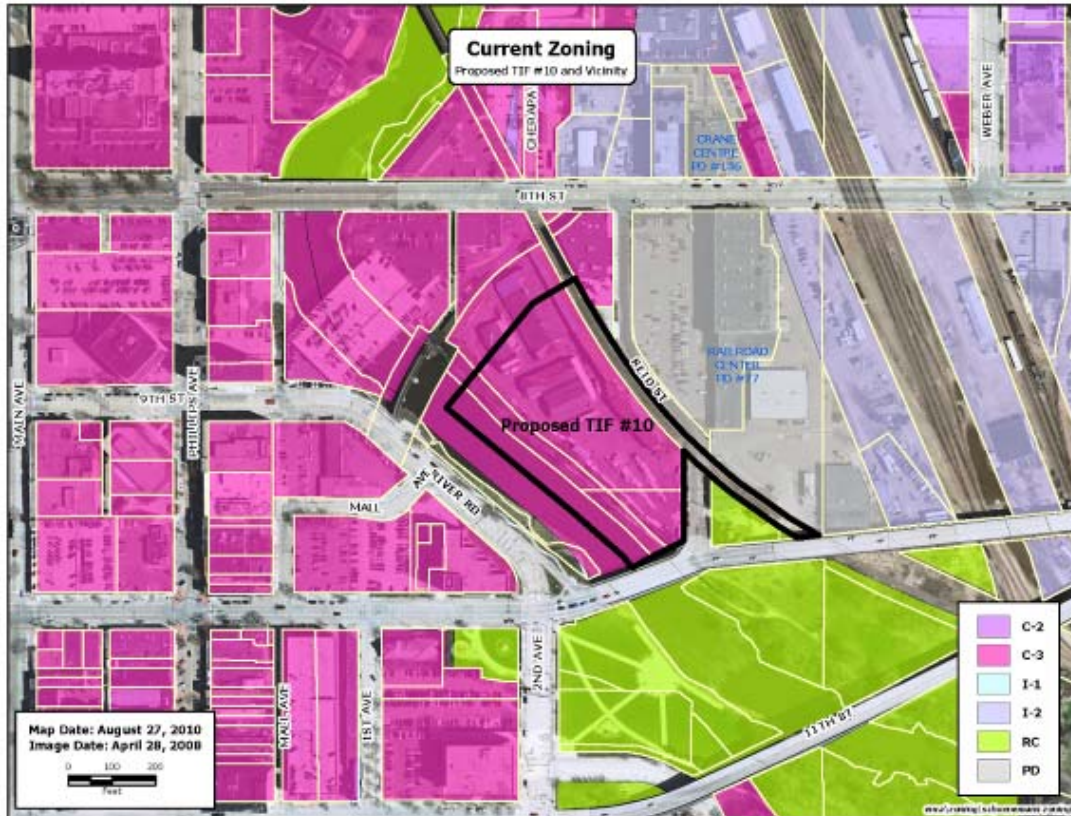 Current Zoning
Proposed TIF #10 and Vicinity
CHERAPA
WEBER AVE
CRANE
CENTRE
PD #136
8TH ST
RAILROAD
CENTER
PD #77
REID ST
MAIN AVE
9TH ST
PHILLIPS AVE
Proposed TIF #10
MALL AVE
RIVER RD
2ND AVE
MALL AVE
1ST AVE
11TH ST
C-2
C-3
I-1
I-2
RC
PD
Map Date: August 27, 2010
Image Date: April 28, 2008
0 100 200
Feet